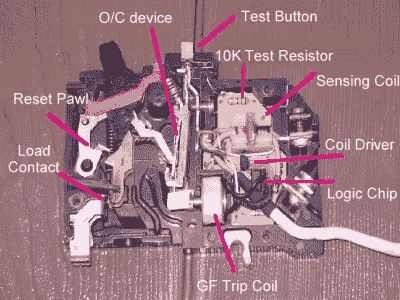 O/C device
Test Button
10K Test Resistor
Sensing Coil
Reset Pawl
Coil Driver
Load
Contact
Logic Chip
GF Trip Coil